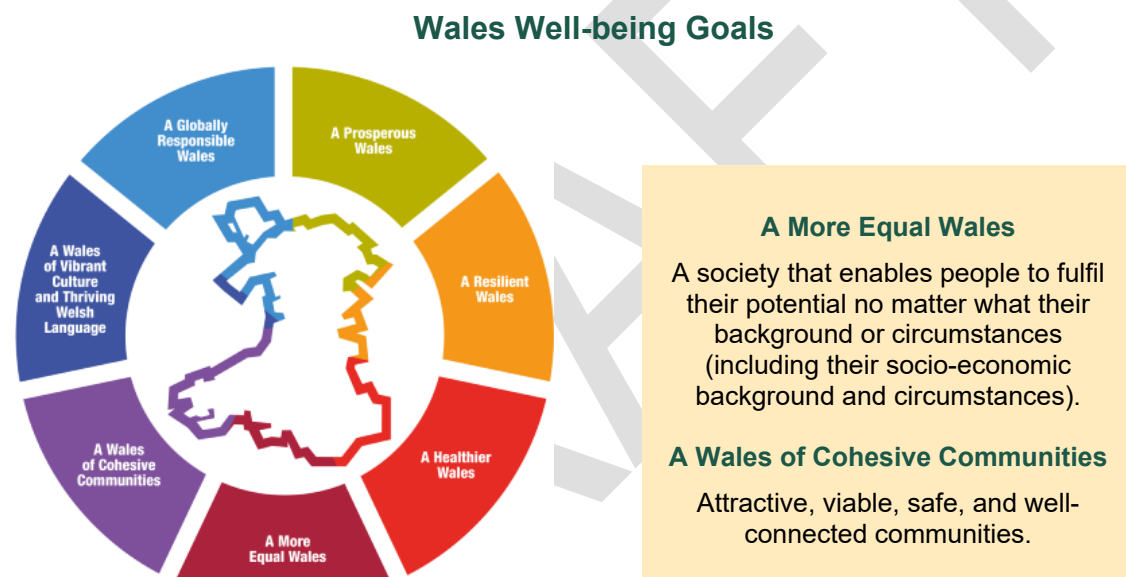 Wales Well-being Goals
A Globally
Responsible
Wales
A Prosperous
Wales
A Resilient
Wales
A Healthier
Wales
A More
Equal Wales
A Wales
of Cohesive
Communities
A Wales
of Vibrant
Culture
and Thriving
Welsh
Language
A More Equal Wales
A society that enables people to fulfil
their potential no matter what their
background or circumstances
(including their socio-economic
background and circumstances).
A Wales of Cohesive Communities
Attractive, viable, safe, and well-
connected communities.